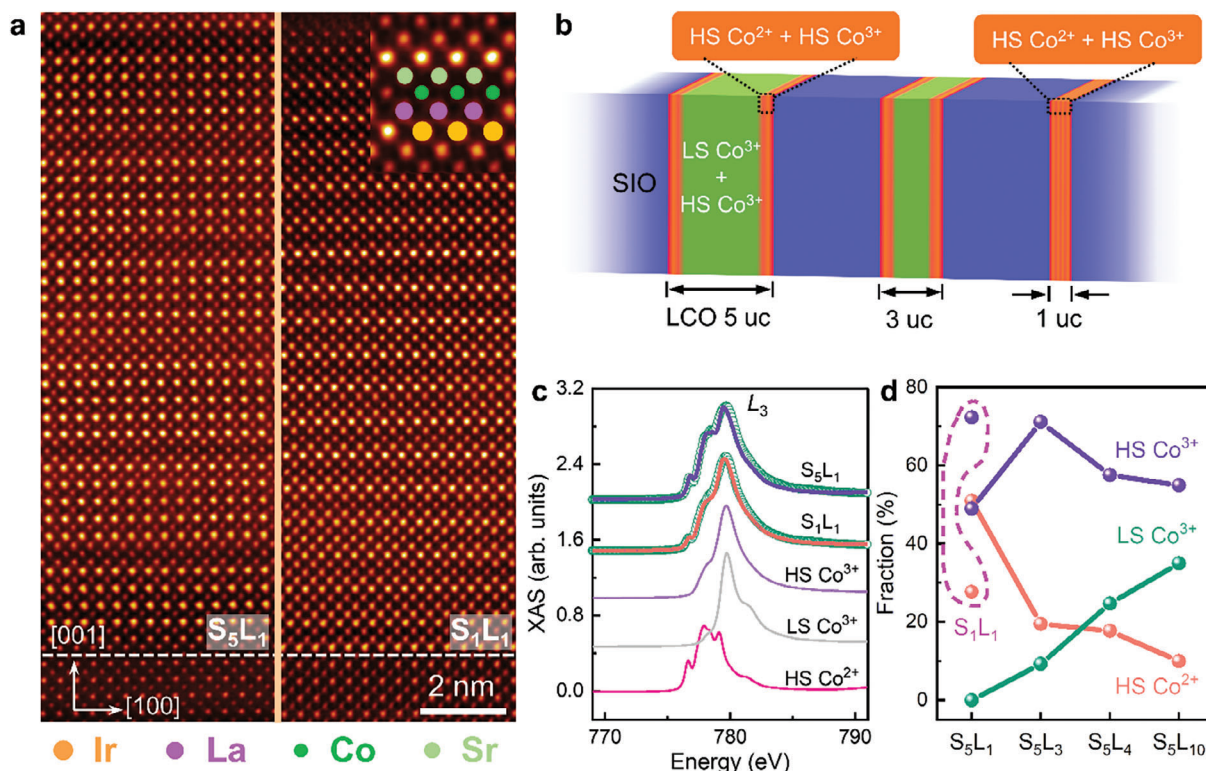 a
S₅L₁
S₁L₁
[001]
[100]
2 nm
Ir
La
Co
Sr
b
HS Co²⁺ + HS Co³⁺
HS Co²⁺ + HS Co³⁺
SIO
LS Co³⁺
+
HS Co³⁺
LCO 5 uc
3 uc
1 uc
c
XAS (arb. units)
3.2
2.4
1.6
0.8
0.0
L₃
S₅L₁
S₁L₁
HS Co³⁺
LS Co³⁺
HS Co²⁺
770
780
790
Energy (eV)
d
Fraction (%)
80
60
40
20
0
HS Co³⁺
LS Co³⁺
S₁L₁
HS Co²⁺
S₅L₁
S₅L₃
S₅L₄
S₅L₁₀